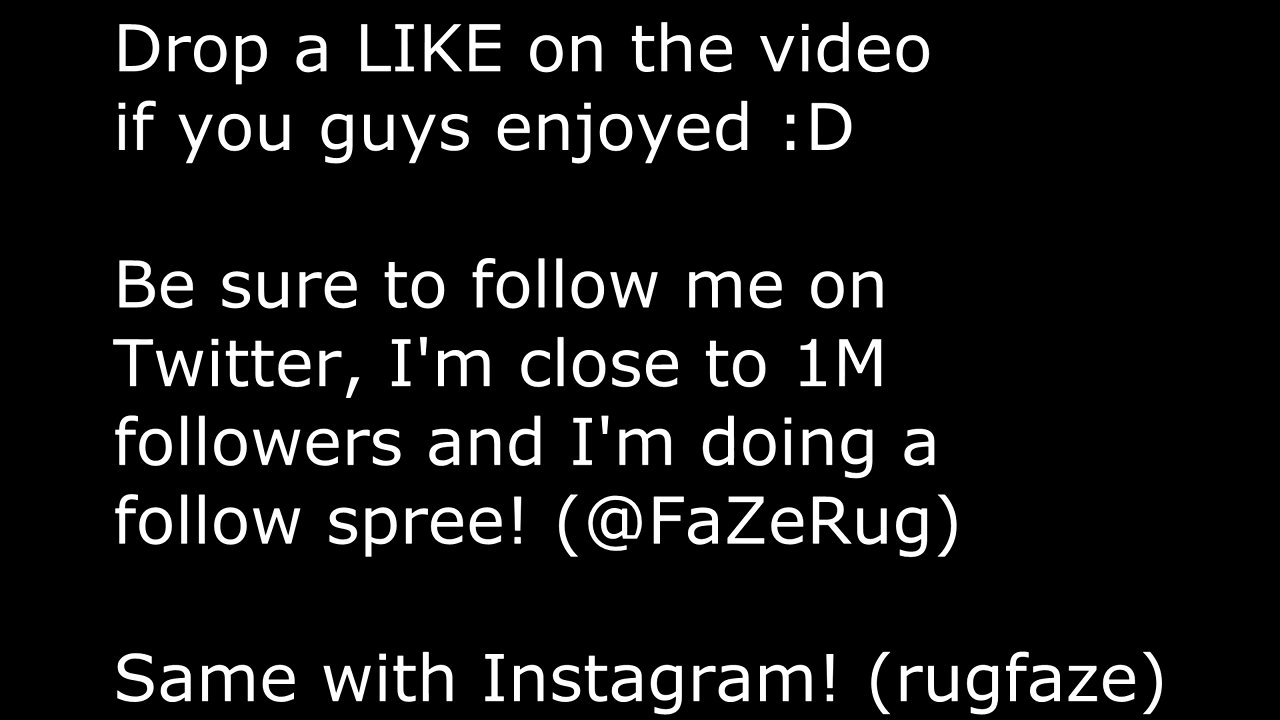 Drop a LIKE on the video
if you guys enjoyed :D
Be sure to follow me on
Twitter, I'm close to 1M
followers and I'm doing a
follow spree! (@FaZeRug)
Same with Instagram! (rugfaze)